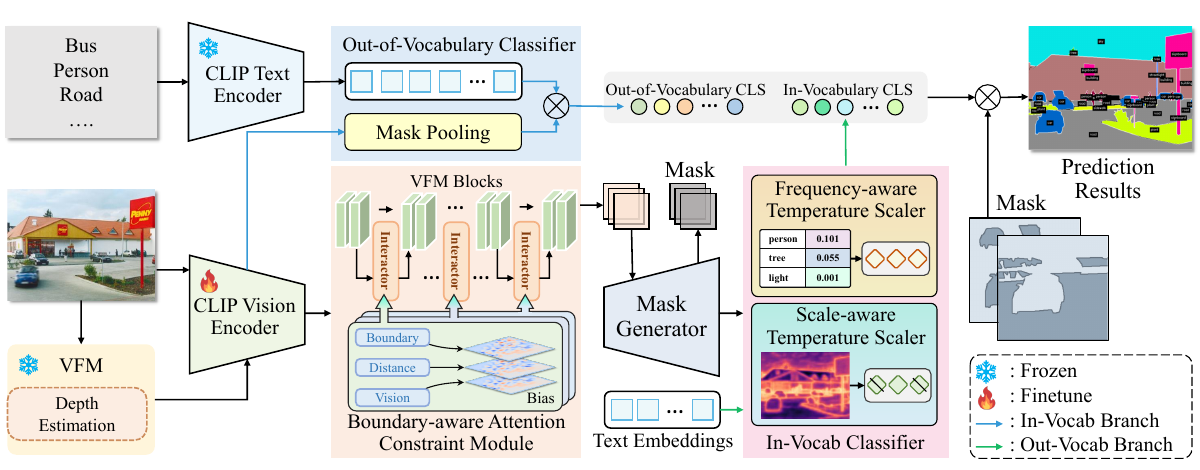 Bus
Person
Road
....
CLIP Text
Encoder
Out-of-Vocabulary Classifier
...
Mask Pooling
Out-of-Vocabulary CLS
In-Vocabulary CLS
...
...
Prediction
Results
PENNY
CLIP Vision
Encoder
VFM
Depth
Estimation
VFM Blocks
...
Interactor
Interactor
Interactor
...
...
Boundary
Distance
Vision
Bias
Boundary-aware Attention
Constraint Module
Mask
Mask
Generator
...
Text Embeddings
Frequency-aware
Temperature Scaler
person 0.101
tree 0.055
light 0.001
Scale-aware
Temperature Scaler
In-Vocab Classifier
Mask
: Frozen
: Finetune
: In-Vocab Branch
: Out-Vocab Branch